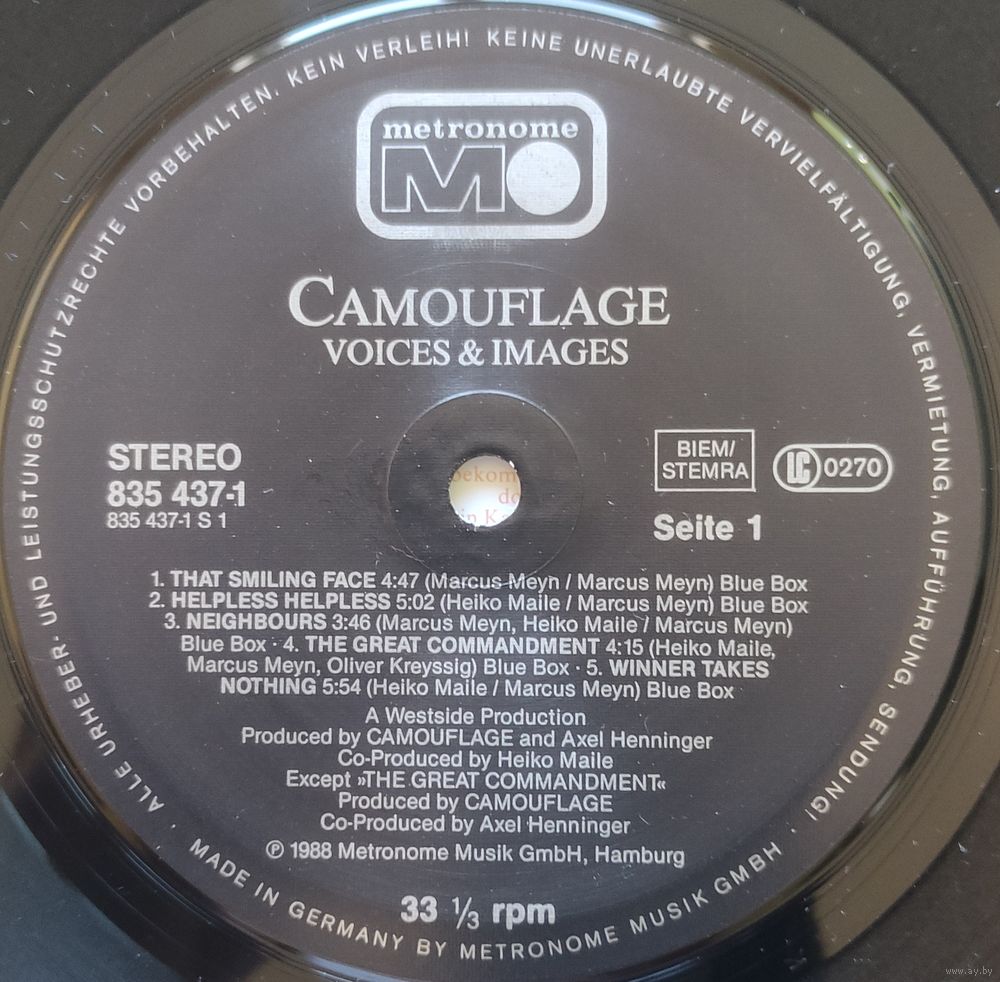 ALLE URHEBER- UND LEISTUNGSSCHUTZRECHTE VORBEHALTEN. KEIN VERLEIH! KEINE UNERLAUBTE VERVIELFÄLTIGUNG, VERMIETUNG, AUFFÜHRUNG, SENDUNG!
metronome
MO
CAMOUFLAGE
VOICES & IMAGES
STEREO
835 437-1
835 437-1 S 1
BIEM/
STEMRA
LC 0270
Seite 1
1. THAT SMILING FACE 4:47 (Marcus Meyn / Marcus Meyn) Blue Box
2. HELPLESS HELPLESS 5:02 (Heiko Maile / Marcus Meyn) Blue Box
3. NEIGHBOURS 3:46 (Marcus Meyn, Heiko Maile / Marcus Meyn)
Blue Box · 4. THE GREAT COMMANDMENT 4:15 (Heiko Maile,
Marcus Meyn, Oliver Kreyssig) Blue Box · 5. WINNER TAKES
NOTHING 5:54 (Heiko Maile / Marcus Meyn) Blue Box
A Westside Production
Produced by CAMOUFLAGE and Axel Henninger
Co-Produced by Heiko Maile
Except »THE GREAT COMMANDMENT«
Produced by CAMOUFLAGE
Co-Produced by Axel Henninger
℗ 1988 Metronome Musik GmbH, Hamburg
33 1/3 rpm
· MADE IN GERMANY BY METRONOME MUSIK GMBH ·
www.ay.by